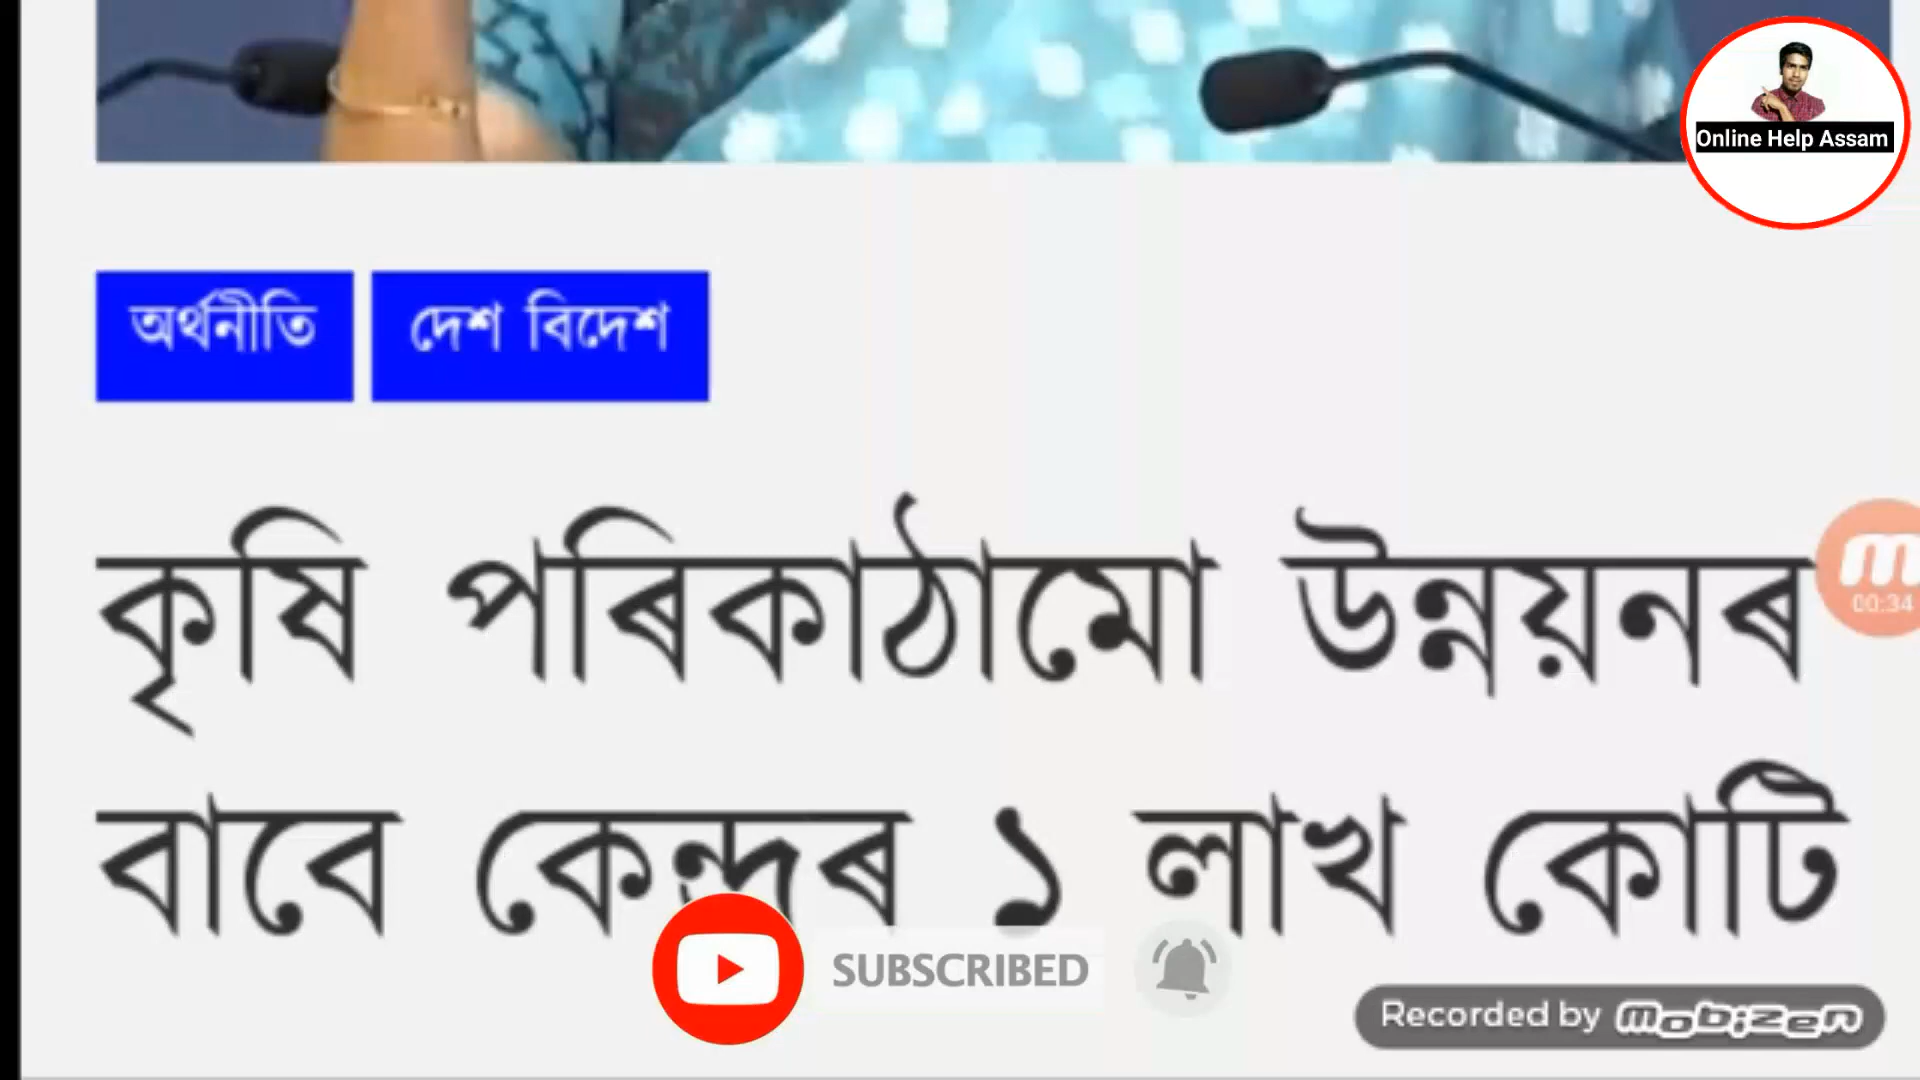 Online Help Assam
অৰ্থনীতি
দেশ বিদেশ
কৃষি পৰিকাঠামো উন্নয়নৰ
00:34
বাবে কেন্দ্ৰৰ ১ লাখ কোটি
SUBSCRIBED
Recorded by mobizen